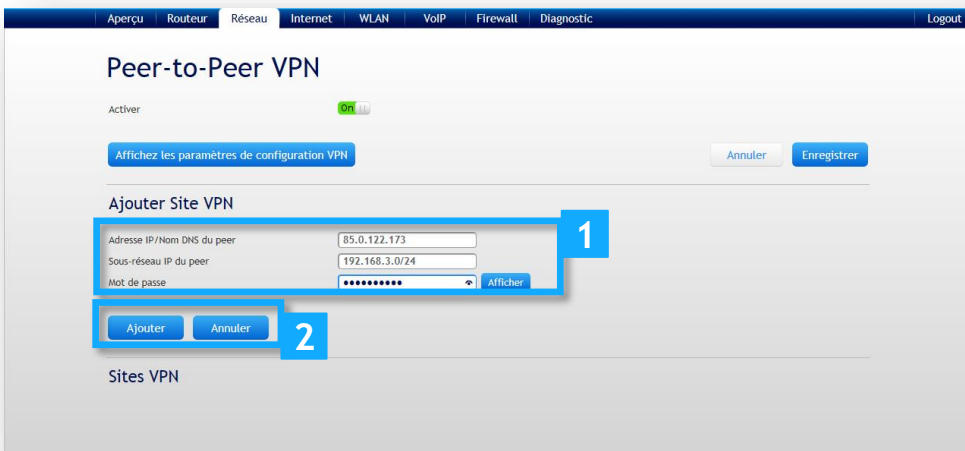 Aperçu Routeur Réseau Internet WLAN VoIP Firewall Diagnostic Logout
Peer-to-Peer VPN
Activer On
Affichez les paramètres de configuration VPN Annuler Enregistrer
Ajouter Site VPN
1
Adresse IP/Nom DNS du peer 85.0.122.173
Sous-réseau IP du peer 192.168.3.0/24
Mot de passe •••••••••• Afficher
Ajouter Annuler
2
Sites VPN